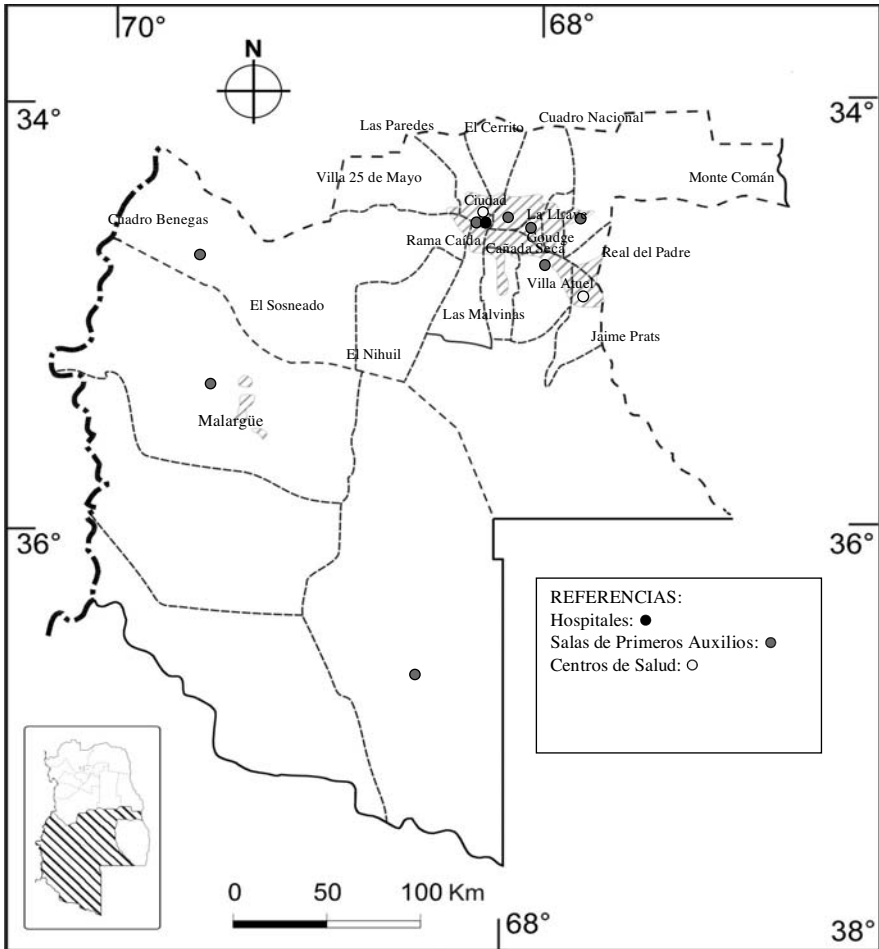 70°
68°
N
34°
34°
Las Paredes
El Cerrito
Cuadro Nacional
Villa 25 de Mayo
Monte Comán
Ciudad
Cuadro Benegas
La LLave
Rama Caída
Goudge
Cañada Seca
Real del Padre
Villa Atuel
El Sosneado
Las Malvinas
Jaime Prats
El Nihuil
Malargüe
36°
36°
REFERENCIAS:
Hospitales:
Salas de Primeros Auxilios:
Centros de Salud:
0 50 100 Km
68°
38°